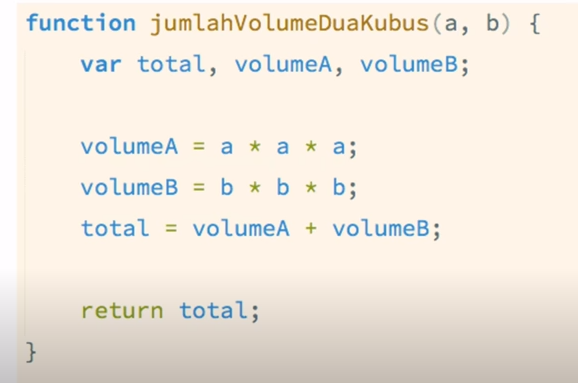 function jumlahVolumeDuaKubus(a, b) {
    var total, volumeA, volumeB;

    volumeA = a * a * a;
    volumeB = b * b * b;
    total = volumeA + volumeB;

    return total;
}